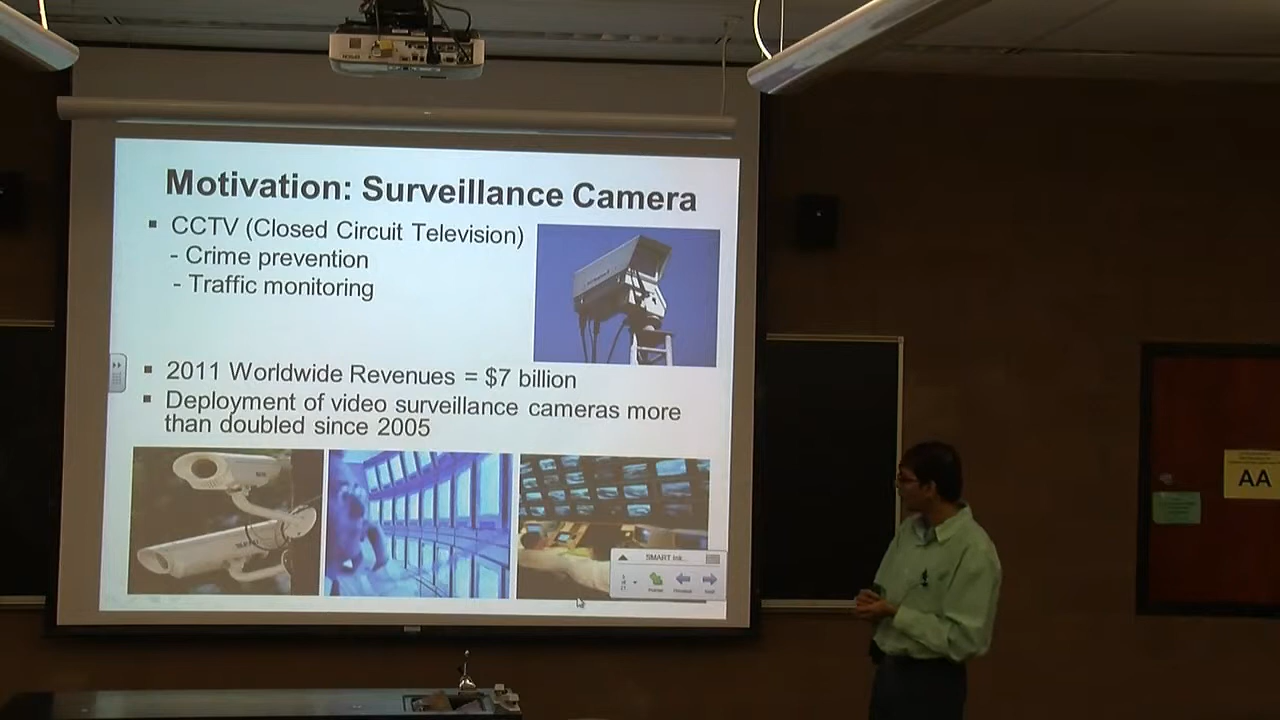 Motivation: Surveillance Camera
▪ CCTV (Closed Circuit Television)
- Crime prevention
- Traffic monitoring
▪ 2011 Worldwide Revenues = $7 billion
▪ Deployment of video surveillance cameras more
than doubled since 2005
SMART Ink...
AA